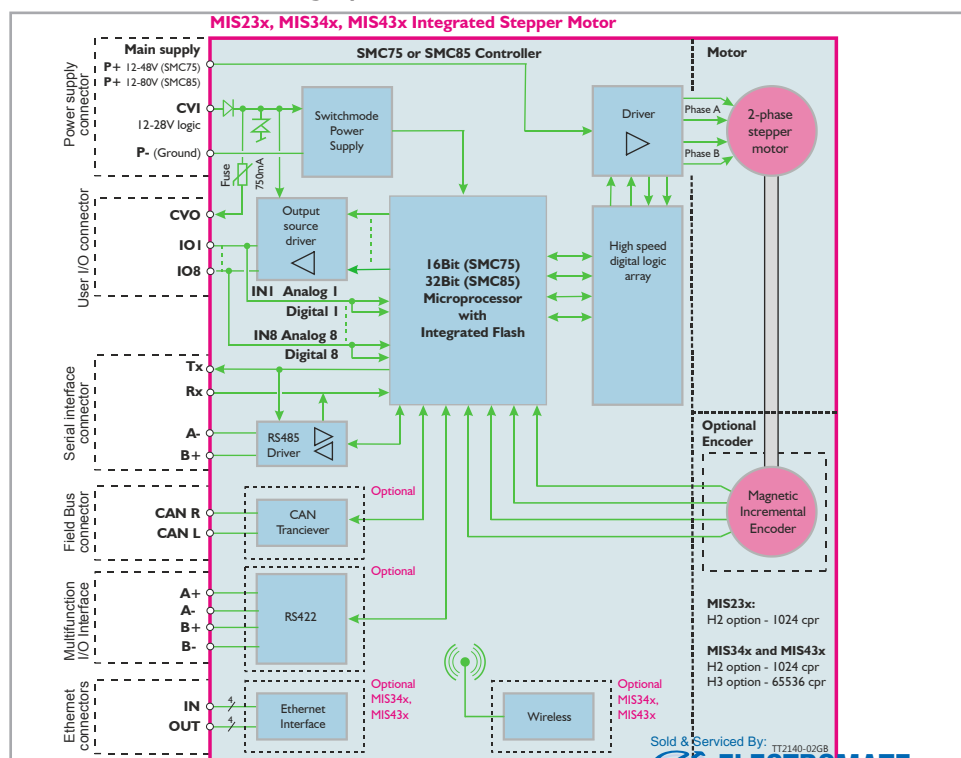 MIS23x, MIS34x, MIS43x Integrated Stepper Motor
SMC75 or SMC85 Controller
Motor
Power supply
connector
Main supply
P+ 12-48V (SMC75)
P+ 12-80V (SMC85)
CVI
12-28V logic
P- (Ground)
Switchmode
Power
Supply
Fuse
750mA
Driver
Phase A
Phase B
2-phase
stepper
motor
User I/O connector
CVO
IO1
IO8
Output
source
driver
IN1 Analog 1
Digital 1
IN8 Analog 8
Digital 8
16Bit (SMC75)
32Bit (SMC85)
Microprocessor
with
Integrated Flash
High speed
digital logic
array
Serial interface
connector
Tx
Rx
A-
B+
RS485
Driver
Optional
Encoder
Magnetic
Incremental
Encoder
Field Bus
connector
CAN R
CAN L
CAN
Tranciever
Optional
Multifunction
I/O Interface
A+
A-
B+
B-
RS422
Optional
MIS23x:
H2 option - 1024 cpr
MIS34x and MIS43x
H2 option - 1024 cpr
H3 option - 65536 cpr
Ethernet
connectors
IN
OUT
4
4
Ethernet
Interface
Optional
MIS34x,
MIS43x
Wireless
Optional
MIS34x,
MIS43x
Sold & Serviced By:
TT2140-02GB
ELECTROMATE